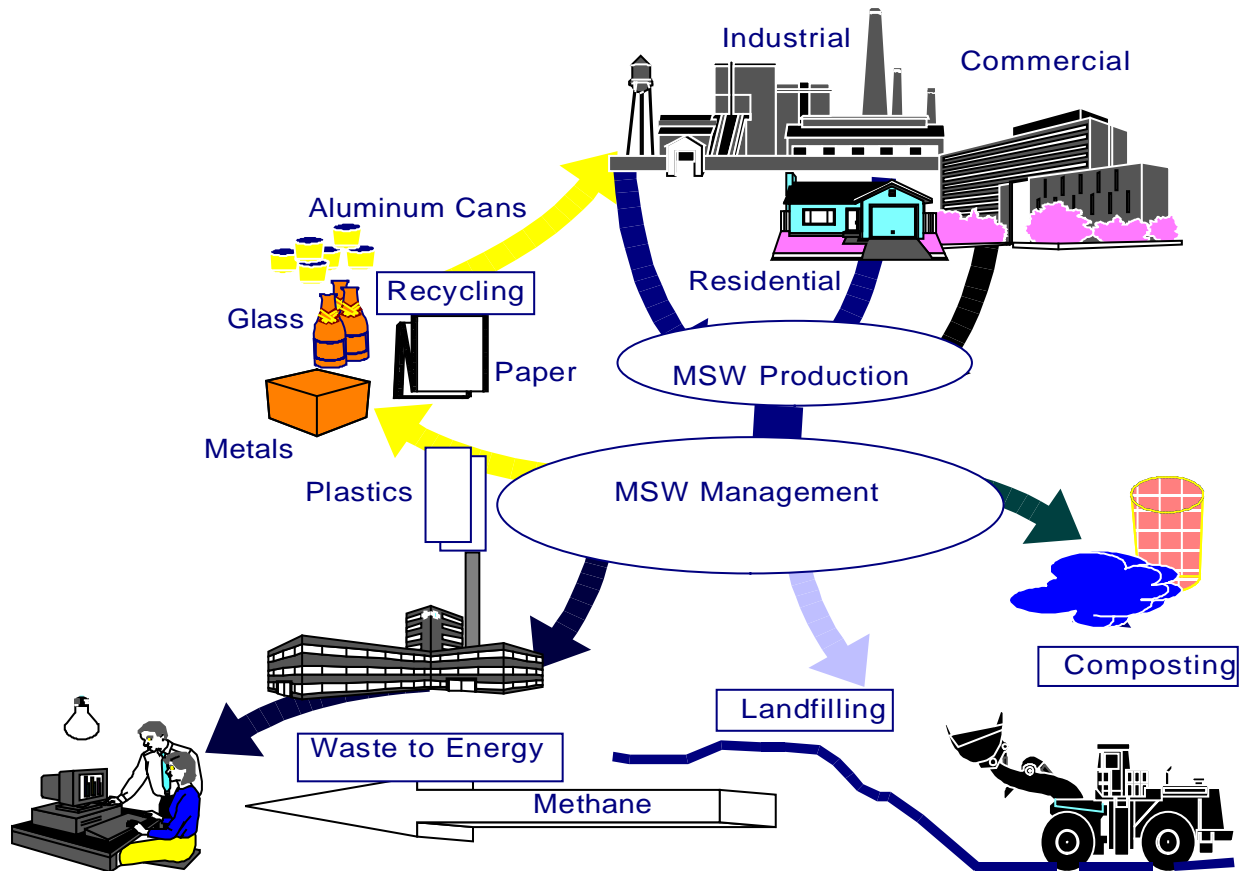 Industrial
Commercial
Aluminum Cans
Recycling
Residential
Glass
Paper
MSW Production
Metals
Plastics
MSW Management
Composting
Landfilling
Waste to Energy
Methane